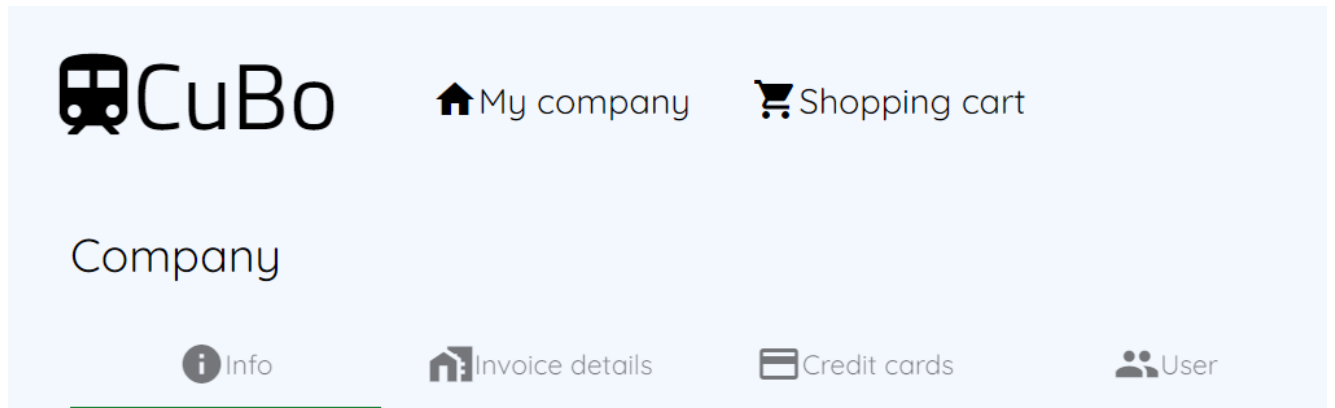 CuBo My company Shopping cart
Company
Info Invoice details Credit cards User